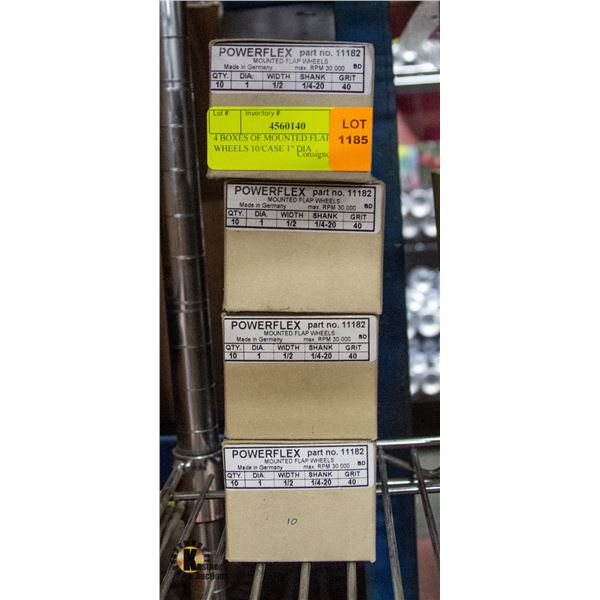 POWERFLEX part no. 11182
MOUNTED FLAP WHEELS
Made in Germany max. RPM 30.000 BD
QTY. DIA: WIDTH SHANK GRIT
10 1 1/2 1/4-20 40
Lot #: Inventory #:
4560140
LOT
1185
4 BOXES OF MOUNTED FLAP
WHEELS 10/CASE 1" DIA
Consigno
POWERFLEX part no. 11182
MOUNTED FLAP WHEELS
Made in Germany max. RPM 30.000 BD
QTY. DIA. WIDTH SHANK GRIT
10 1 1/2 1/4-20 40
POWERFLEX part no. 11182
MOUNTED FLAP WHEELS
Made in Germany max. RPM 30.000 BD
QTY. DIA. WIDTH SHANK GRIT
10 1 1/2 1/4-20 40
POWERFLEX part no. 11182
MOUNTED FLAP WHEELS
Made in Germany max. RPM 30.000 BD
QTY. DIA. WIDTH SHANK GRIT
10 1 1/2 1/4-20 40
10
Kastner
Auctions